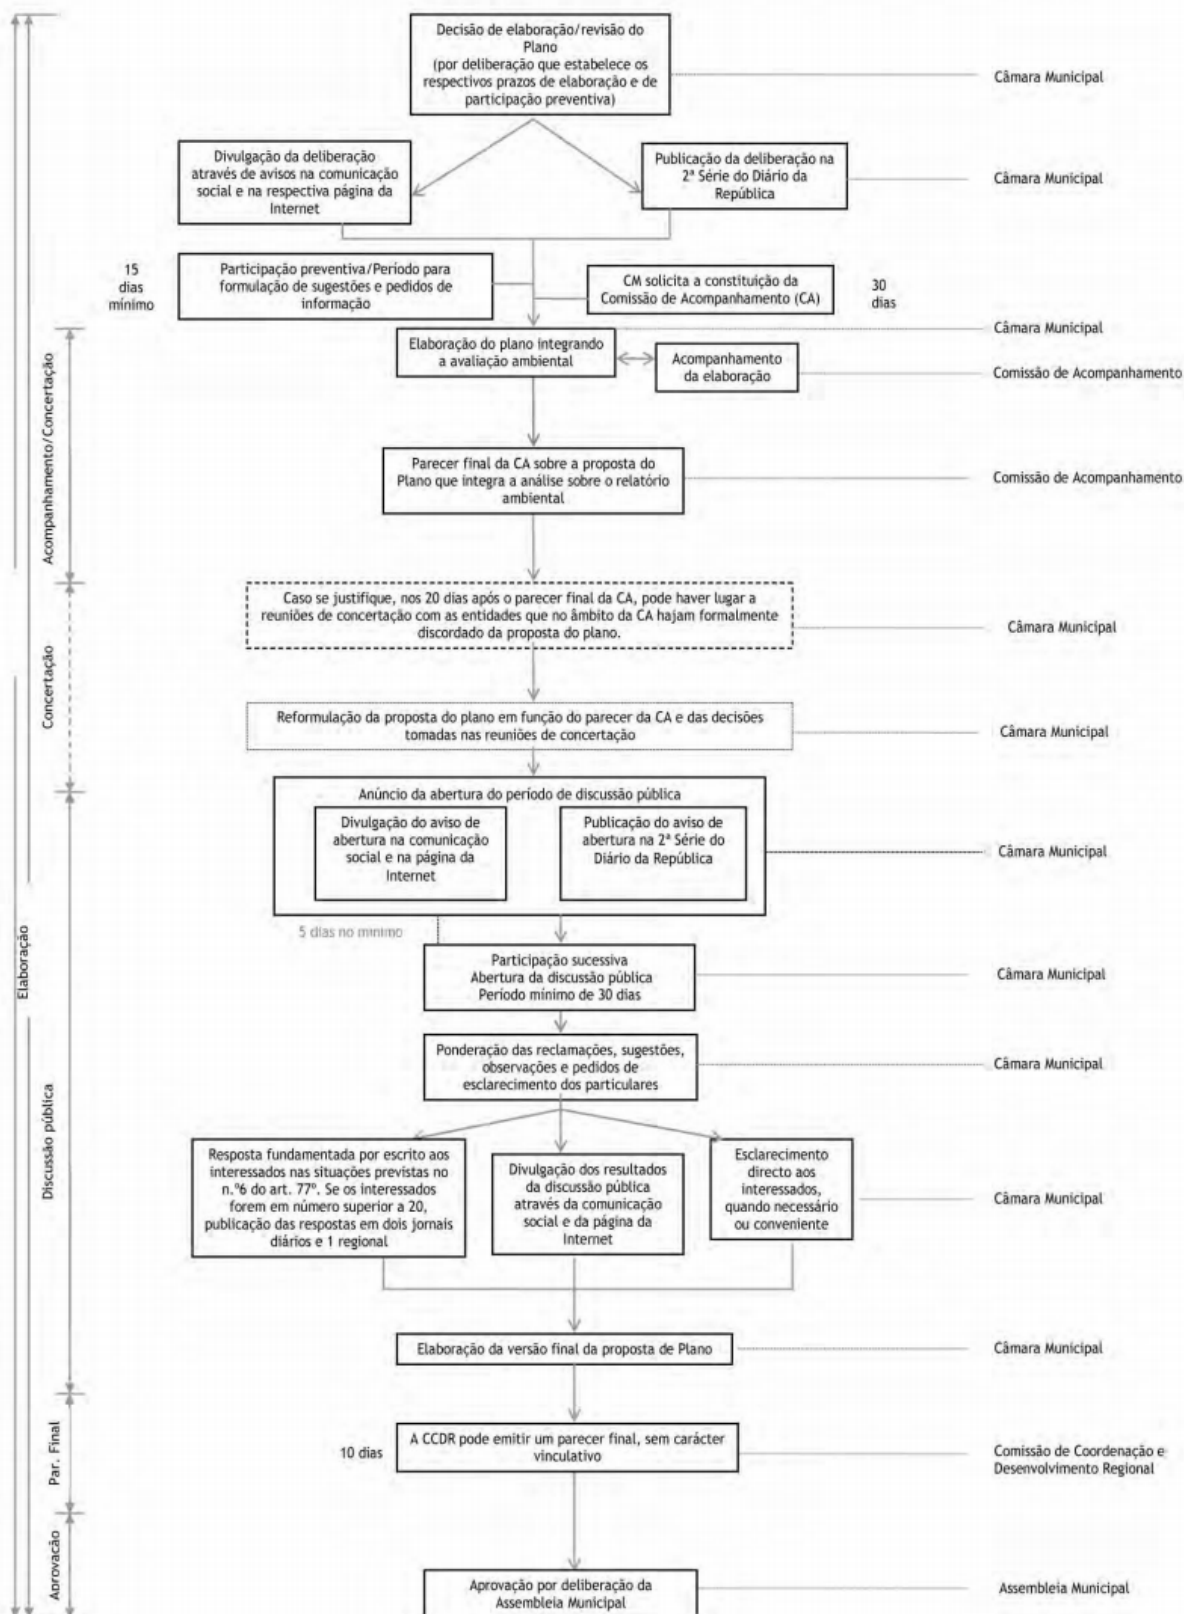 Decisão de elaboração/revisão do
Plano
(por deliberação que estabelece os
respectivos prazos de elaboração e de
participação preventiva)
Câmara Municipal
Divulgação da deliberação
através de avisos na comunicação
social e na respectiva página da
Internet
Publicação da deliberação na
2ª Série do Diário da
República
Câmara Municipal
15
dias
mínimo
Participação preventiva/Período para
formulação de sugestões e pedidos de
informação
CM solicita a constituição da
Comissão de Acompanhamento (CA)
30
dias
Elaboração do plano integrando
a avaliação ambiental
Câmara Municipal
Acompanhamento
da elaboração
Comissão de Acompanhamento
Acompanhamento/Concertação
Parecer final da CA sobre a proposta do
Plano que integra a análise sobre o relatório
ambiental
Comissão de Acompanhamento
Caso se justifique, nos 20 dias após o parecer final da CA, pode haver lugar a
reuniões de concertação com as entidades que no âmbito da CA hajam formalmente
discordado da proposta do plano.
Câmara Municipal
Concertação
Reformulação da proposta do plano em função do parecer da CA e das decisões
tomadas nas reuniões de concertação
Câmara Municipal
Anúncio da abertura do período de discussão pública
Divulgação do aviso de
abertura na comunicação
social e na página da
Internet
Publicação do aviso de
abertura na 2ª Série do
Diário da República
Câmara Municipal
5 dias no mínimo
Elaboração
Participação sucessiva
Abertura da discussão pública
Período mínimo de 30 dias
Câmara Municipal
Ponderação das reclamações, sugestões,
observações e pedidos de
esclarecimento dos particulares
Câmara Municipal
Discussão pública
Resposta fundamentada por escrito aos
interessados nas situações previstas no
n.º6 do art. 77º. Se os interessados
forem em número superior a 20,
publicação das respostas em dois jornais
diários e 1 regional
Divulgação dos resultados
da discussão pública
através da comunicação
social e da página da
Internet
Esclarecimento
directo aos
interessados,
quando necessário
ou conveniente
Câmara Municipal
Elaboração da versão final da proposta de Plano
Câmara Municipal
Par. Final
10 dias
A CCDR pode emitir um parecer final, sem carácter
vinculativo
Comissão de Coordenação e
Desenvolvimento Regional
Aprovação
Aprovação por deliberação da
Assembleia Municipal
Assembleia Municipal